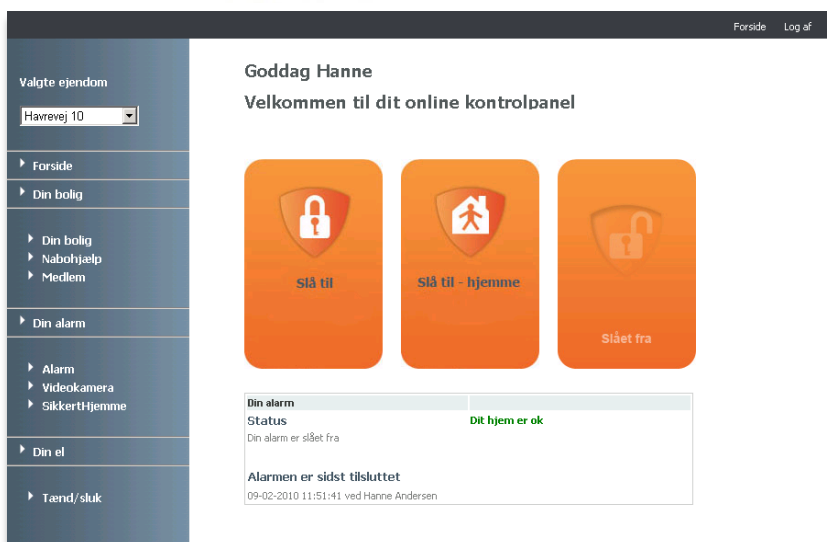 Forside Log af
Valgte ejendom
Havrevej 10
Forside
Din bolig
Din bolig
Nabohjælp
Medlem
Din alarm
Alarm
Videokamera
SikkertHjemme
Din el
Tænd/sluk
Goddag Hanne
Velkommen til dit online kontrolpanel
Slå til
Slå til - hjemme
Slået fra
Din alarm
Status Dit hjem er ok
Din alarm er slået fra
Alarmen er sidst tilsluttet
09-02-2010 11:51:41 ved Hanne Andersen